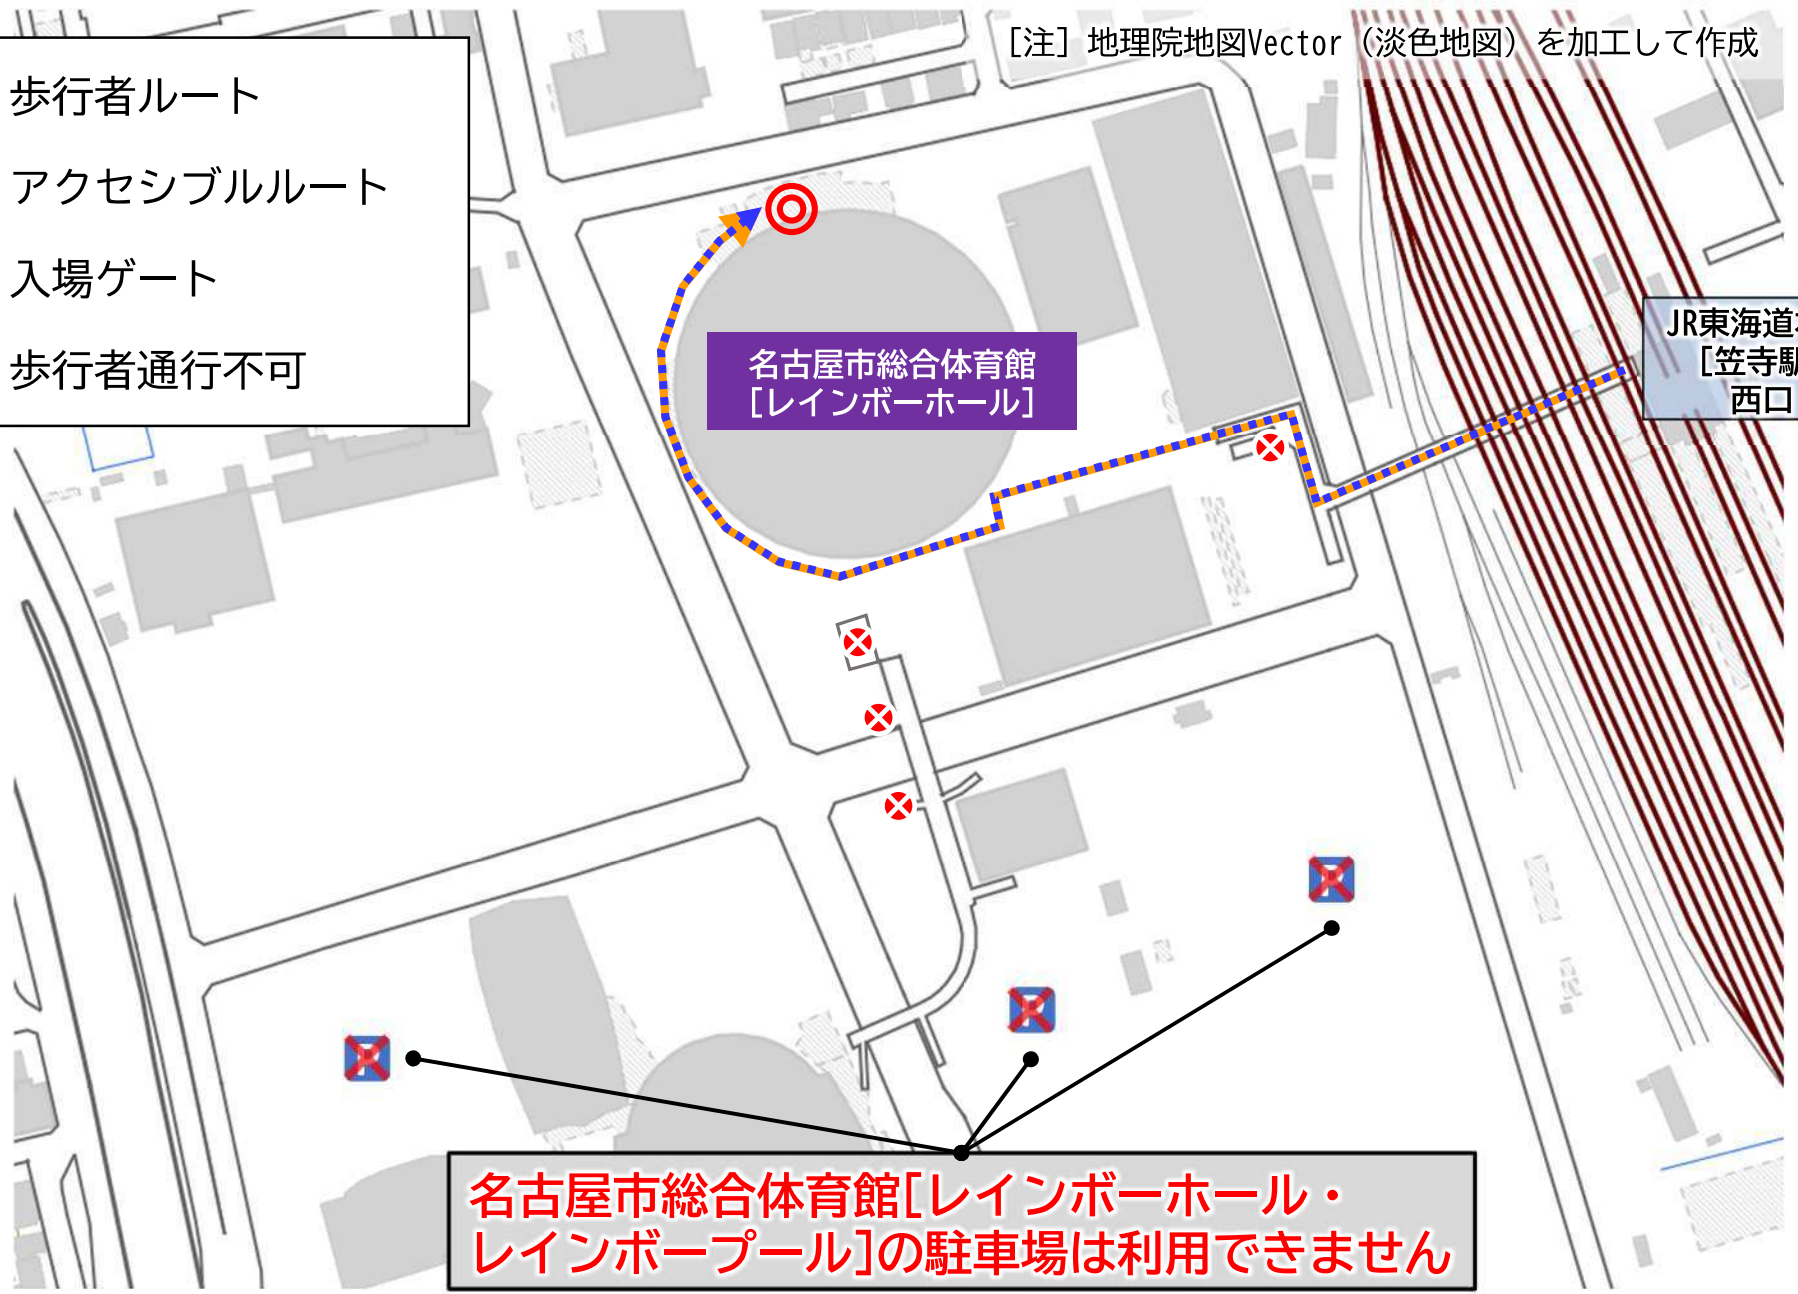 [注] 地理院地図Vector（淡色地図）を加工して作成
歩行者ルート
アクセシブルルート
入場ゲート
歩行者通行不可
名古屋市総合体育館
[レインボーホール]
JR東海道
[笠寺駅
西口
名古屋市総合体育館[レインボーホール・
レインボープール]の駐車場は利用できません